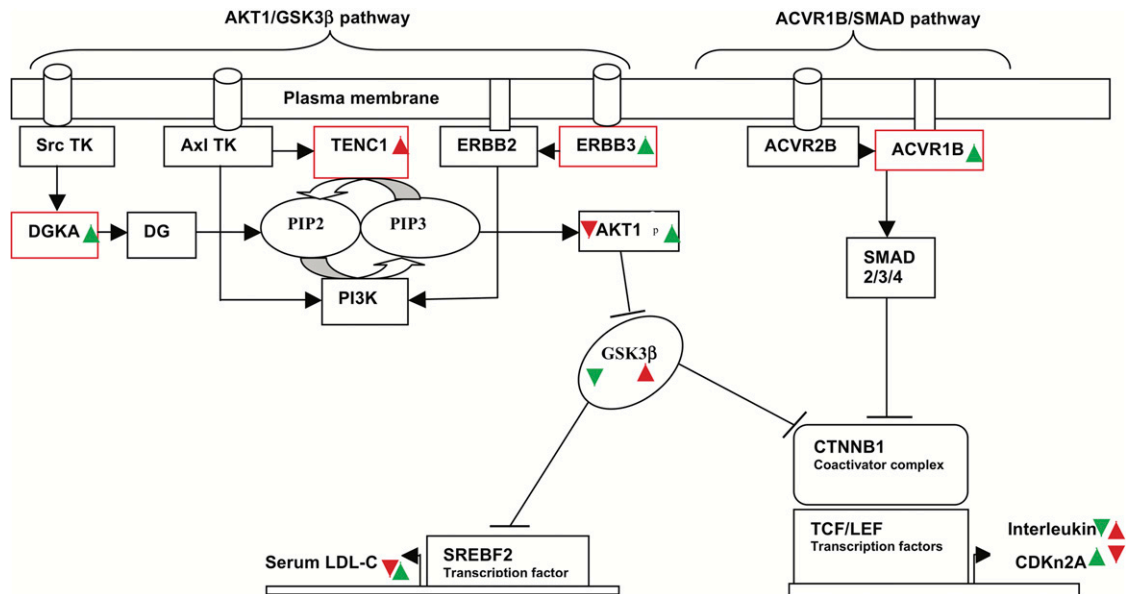 AKT1/GSK3β pathway
ACVR1B/SMAD pathway
Plasma membrane
Src TK
Axl TK
TENC1
ERBB2
ERBB3
ACVR2B
ACVR1B
DGKA
DG
PIP2
PIP3
AKT1 p
SMAD
2/3/4
PI3K
GSK3β
CTNNB1
Coactivator complex
TCF/LEF
Transcription factors
Interleukin
CDKn2A
Serum LDL-C
SREBF2
Transcription factor